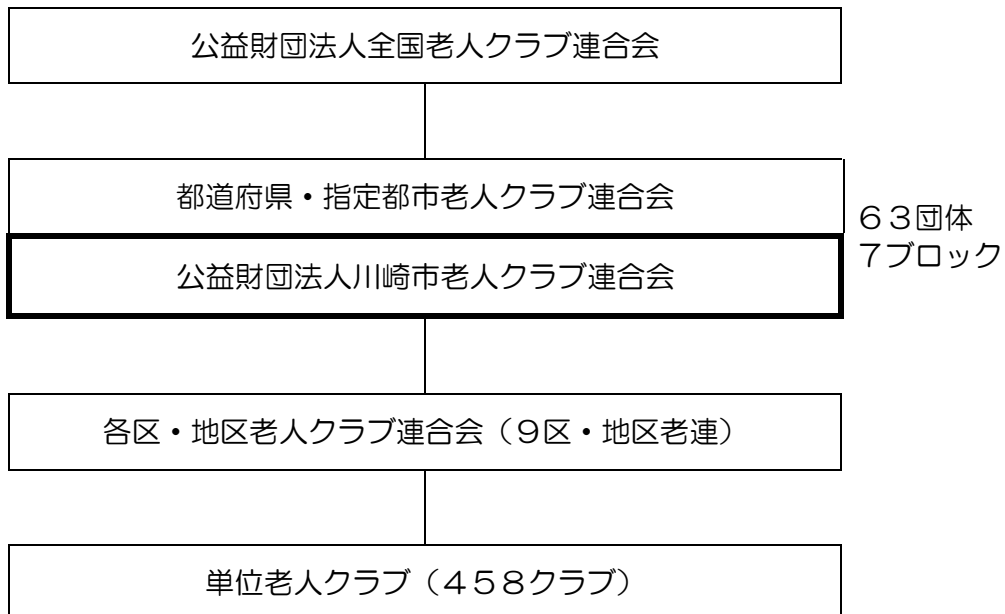 公益財団法人全国老人クラブ連合会
都道府県・指定都市老人クラブ連合会
公益財団法人川崎市老人クラブ連合会
６３団体
７ブロック
各区・地区老人クラブ連合会（９区・地区老連）
単位老人クラブ（４５８クラブ）